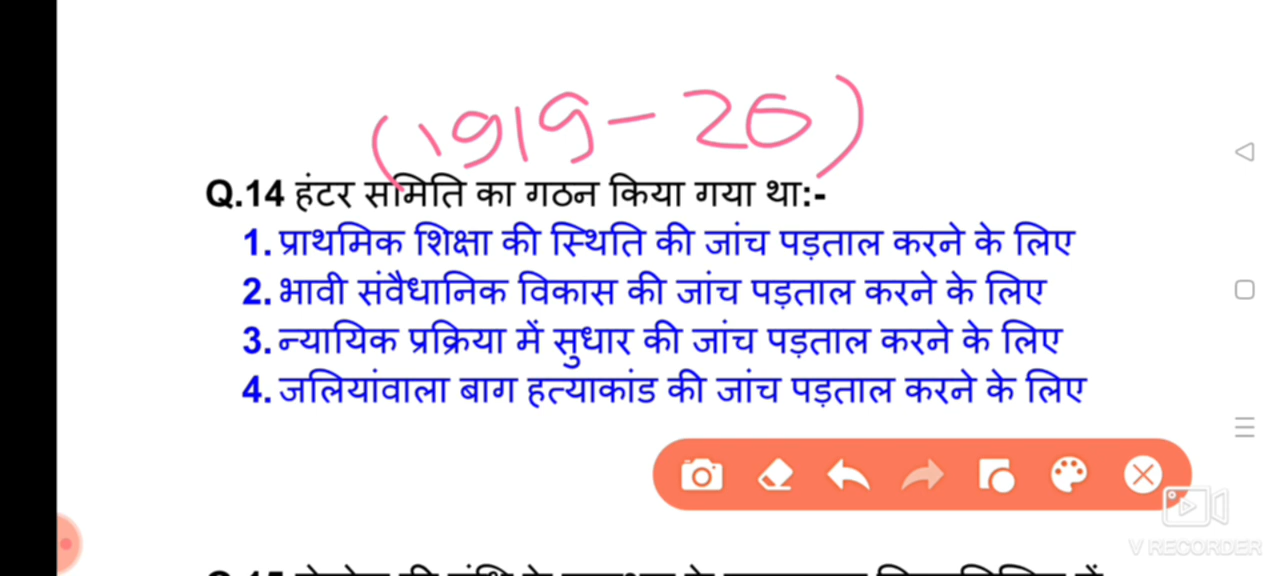 (1919-20)
Q.14 हंटर समिति का गठन किया गया था:-
1. प्राथमिक शिक्षा की स्थिति की जांच पड़ताल करने के लिए
2. भावी संवैधानिक विकास की जांच पड़ताल करने के लिए
3. न्यायिक प्रक्रिया में सुधार की जांच पड़ताल करने के लिए
4. जलियांवाला बाग हत्याकांड की जांच पड़ताल करने के लिए
V RECORDER